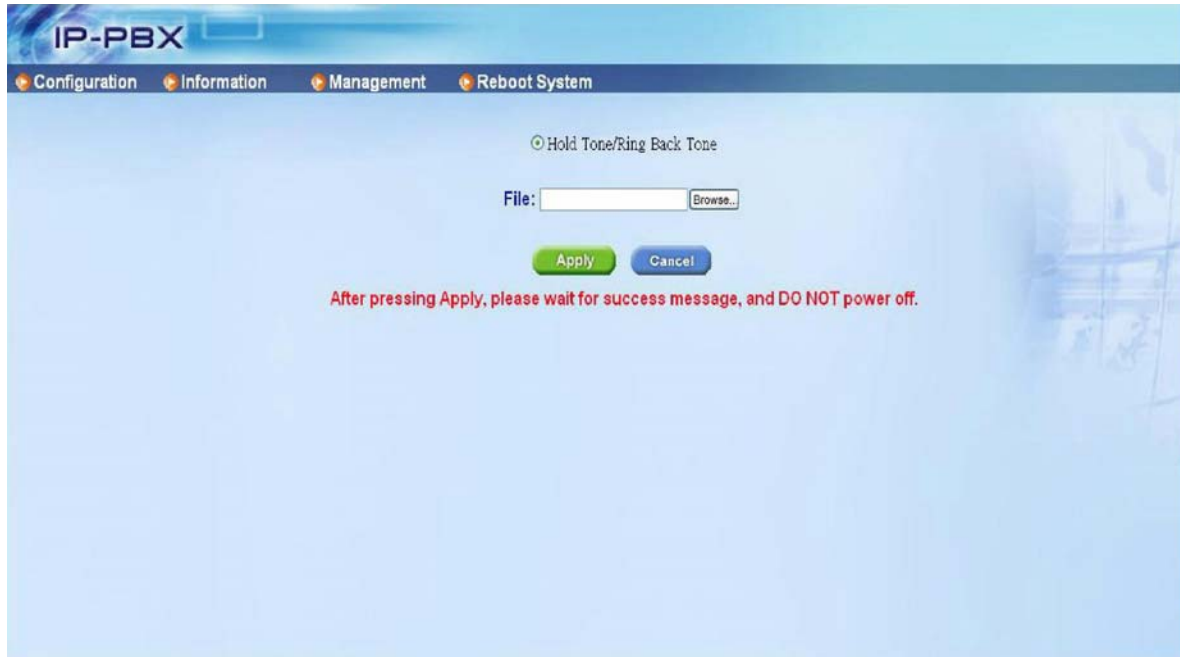 IP-PBX
Configuration Information Management Reboot System
Hold Tone/Ring Back Tone
File: Browse..
Apply Cancel
After pressing Apply, please wait for success message, and DO NOT power off.